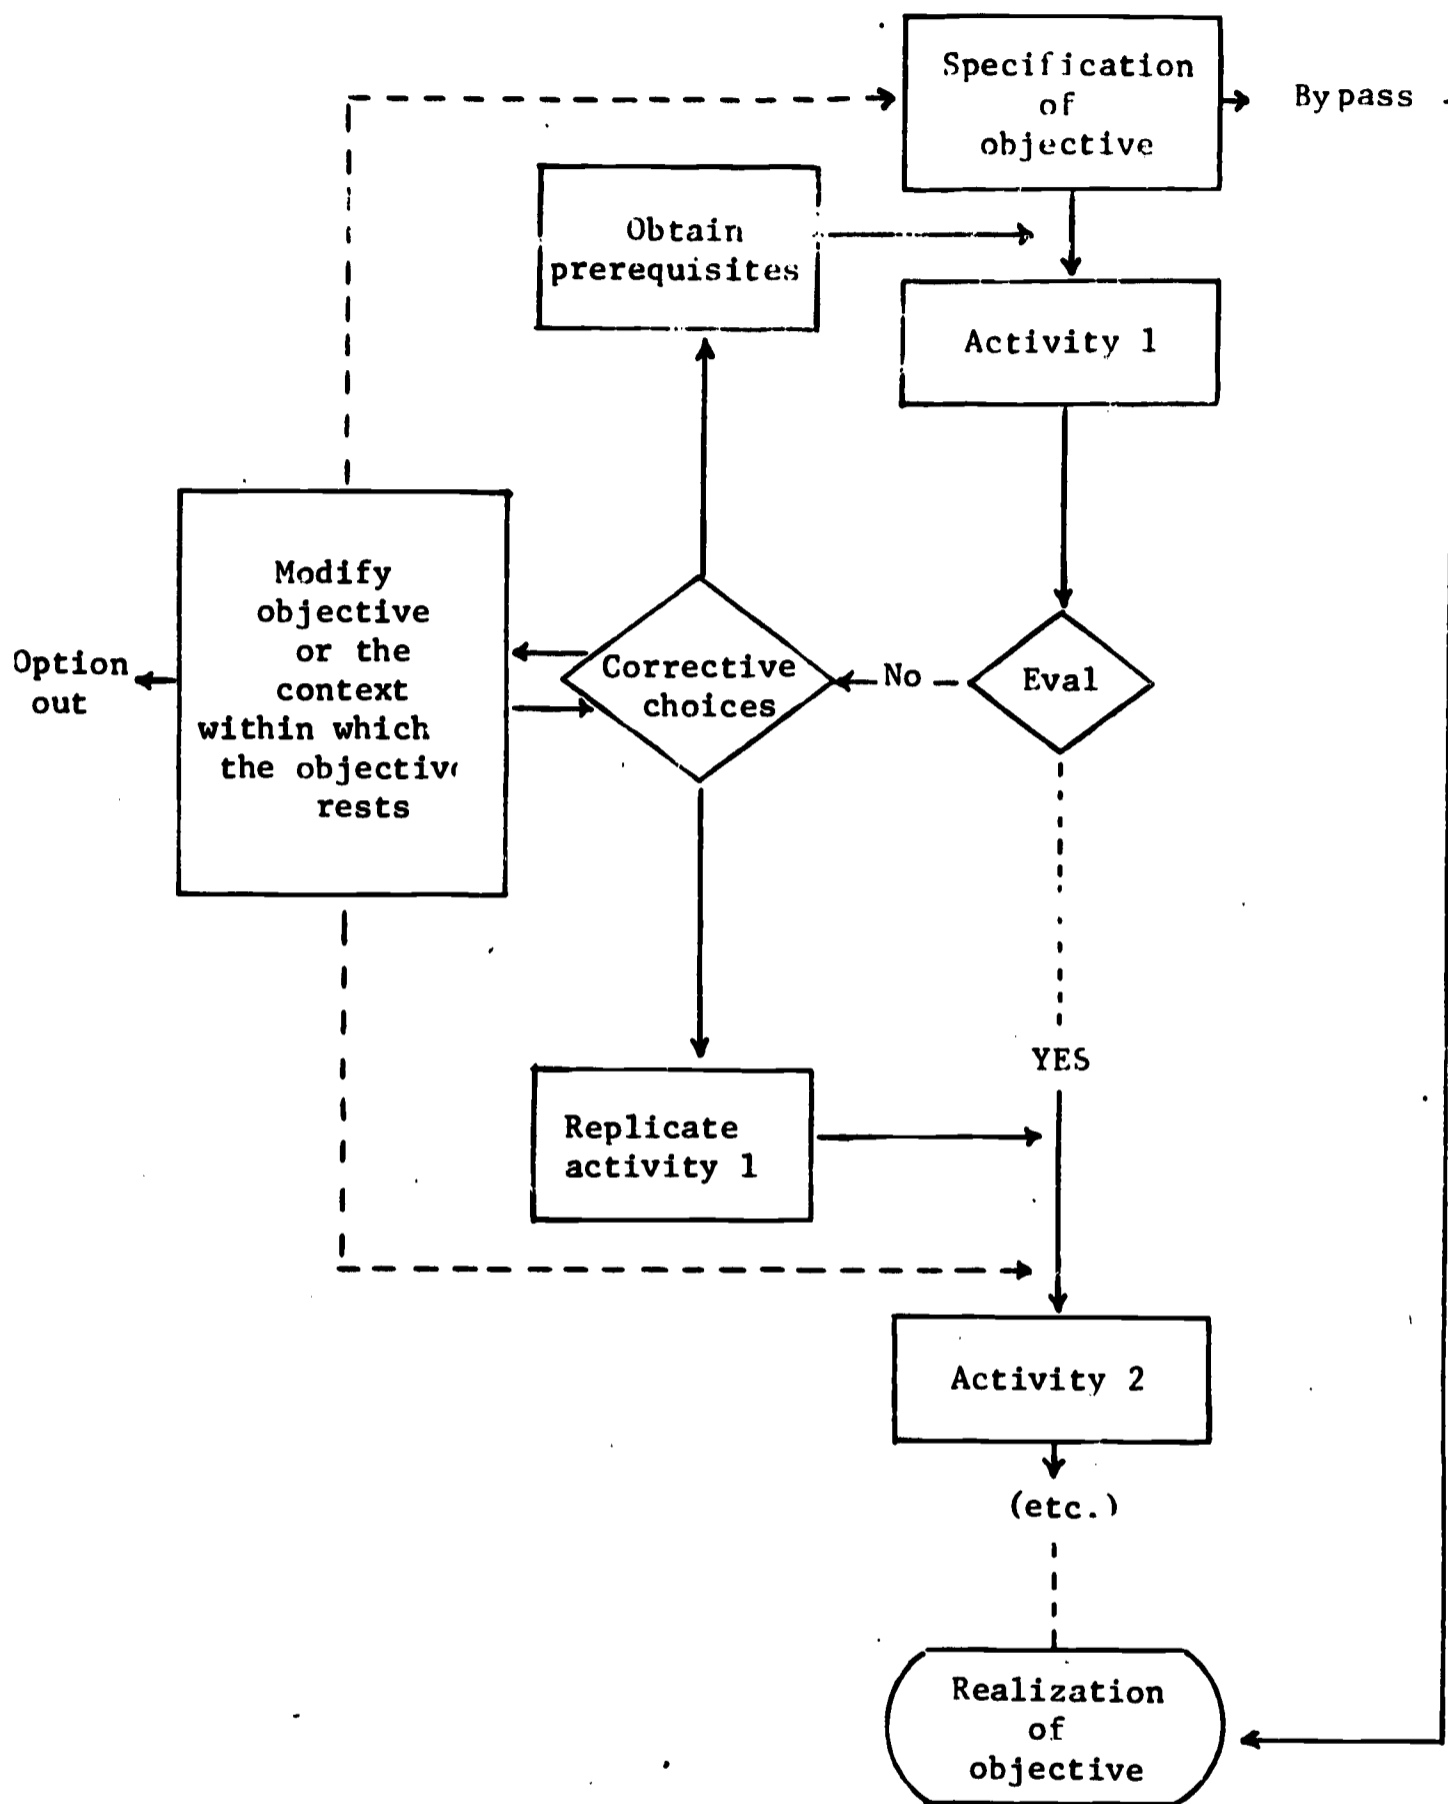 Specification
of
objective
By pass
Obtain
prerequisites
Activity 1
Modify
objective
or the
context
within which
the objective
rests
Option
out
Corrective
choices
No
Eval
YES
Replicate
activity 1
Activity 2
(etc.)
Realization
of
objective